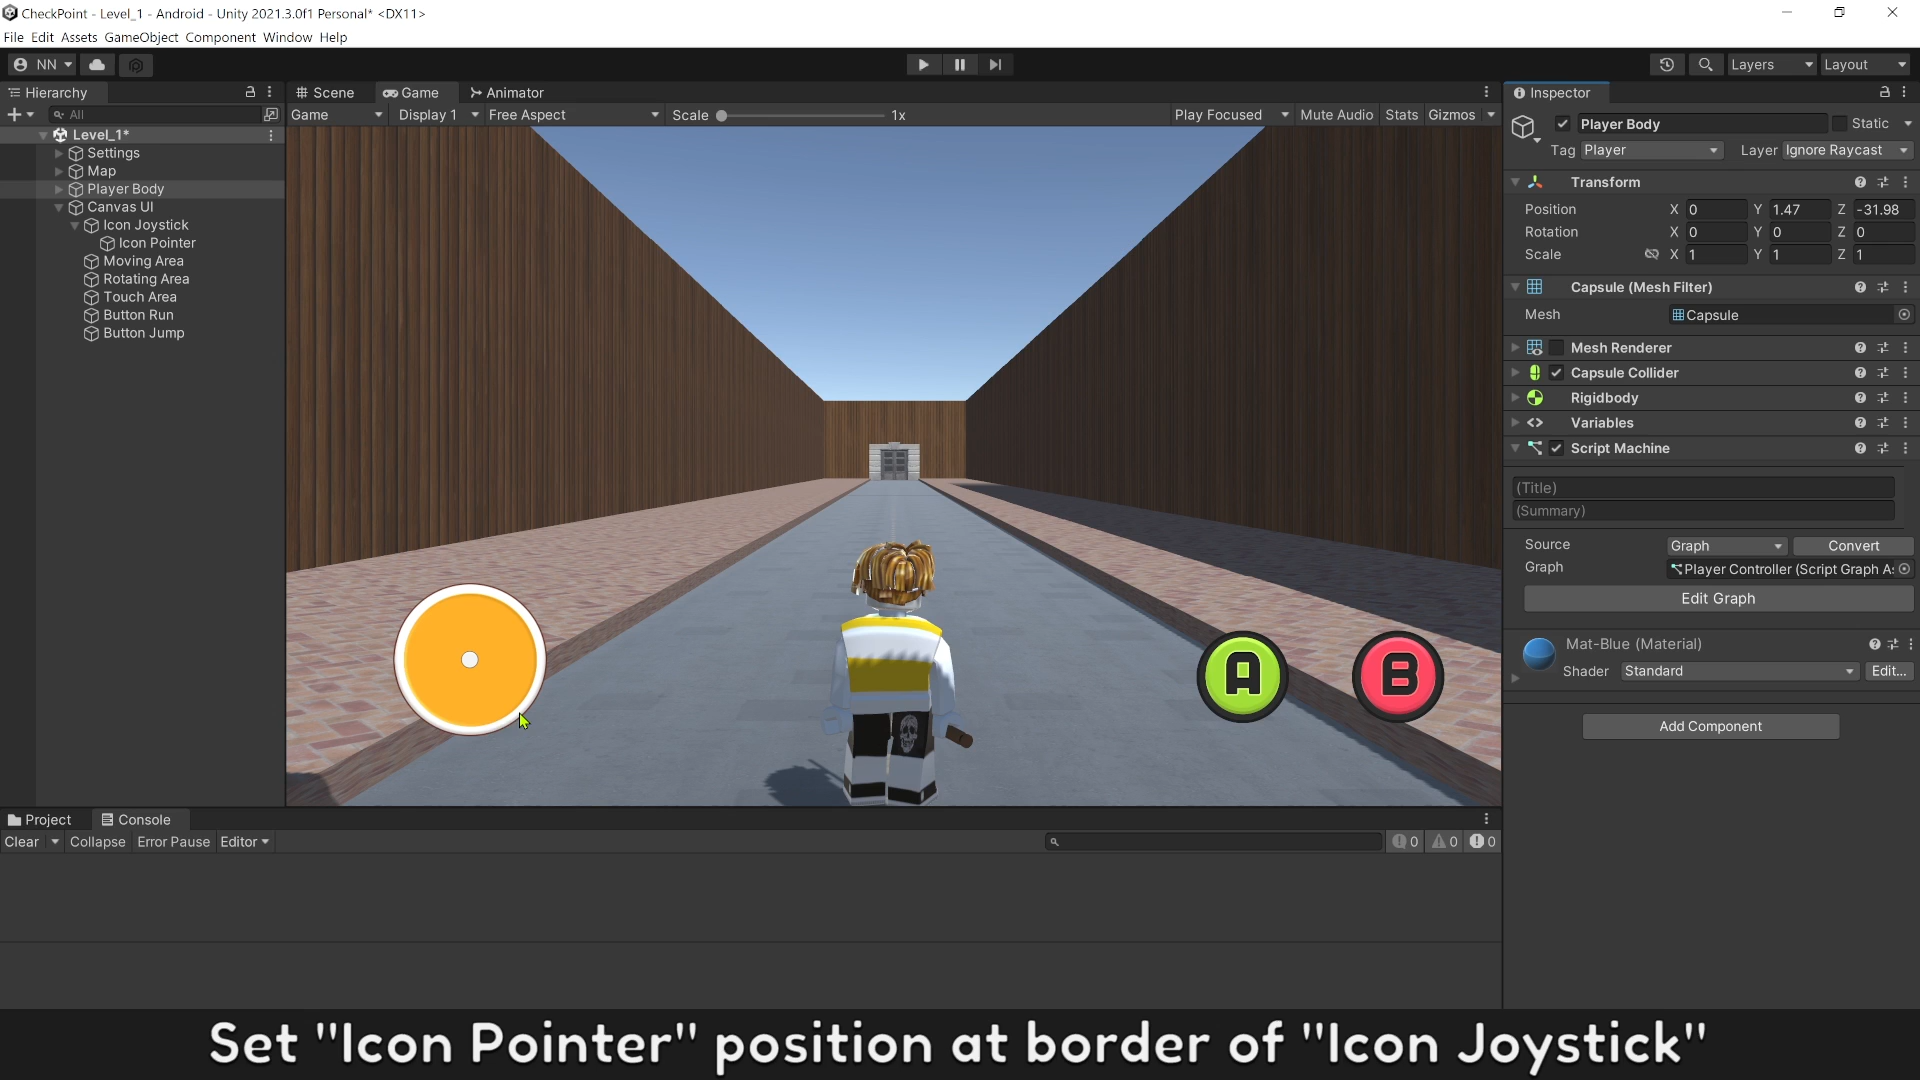 CheckPoint - Level_1 - Android - Unity 2021.3.0f1 Personal* <DX11>
File Edit Assets GameObject Component Window Help
NN
Layers
Layout
Hierarchy
All
Level_1*
Settings
Map
Player Body
Canvas UI
Icon Joystick
Icon Pointer
Moving Area
Rotating Area
Touch Area
Button Run
Button Jump
Scene
Game
Animator
Game
Display 1
Free Aspect
Scale
1x
Play Focused
Mute Audio
Stats
Gizmos
A
B
Inspector
Player Body
Static
Tag Player
Layer Ignore Raycast
Transform
Position X 0 Y 1.47 Z -31.98
Rotation X 0 Y 0 Z 0
Scale X 1 Y 1 Z 1
Capsule (Mesh Filter)
Mesh Capsule
Mesh Renderer
Capsule Collider
Rigidbody
Variables
Script Machine
(Title)
(Summary)
Source Graph Convert
Graph Player Controller (Script Graph A:
Edit Graph
Mat-Blue (Material)
Shader Standard Edit...
Add Component
Project
Console
Clear Collapse Error Pause Editor
0 0 0
Set "Icon Pointer" position at border of "Icon Joystick"